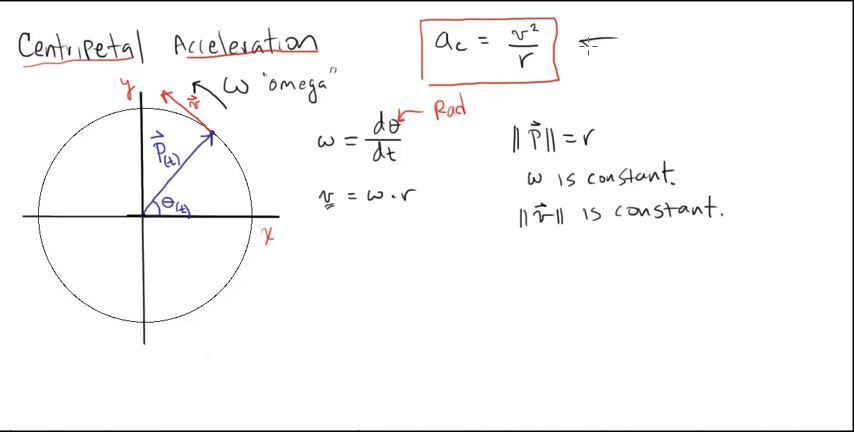 Centripetal Acceleration
a_c = v²/r
ω "omega"
y
v⃗
Rad
ω = dθ/dt
‖P⃗‖ = r
P⃗(t)
ω is constant.
v = ω · r
θ(t)
‖v⃗‖ is constant.
x